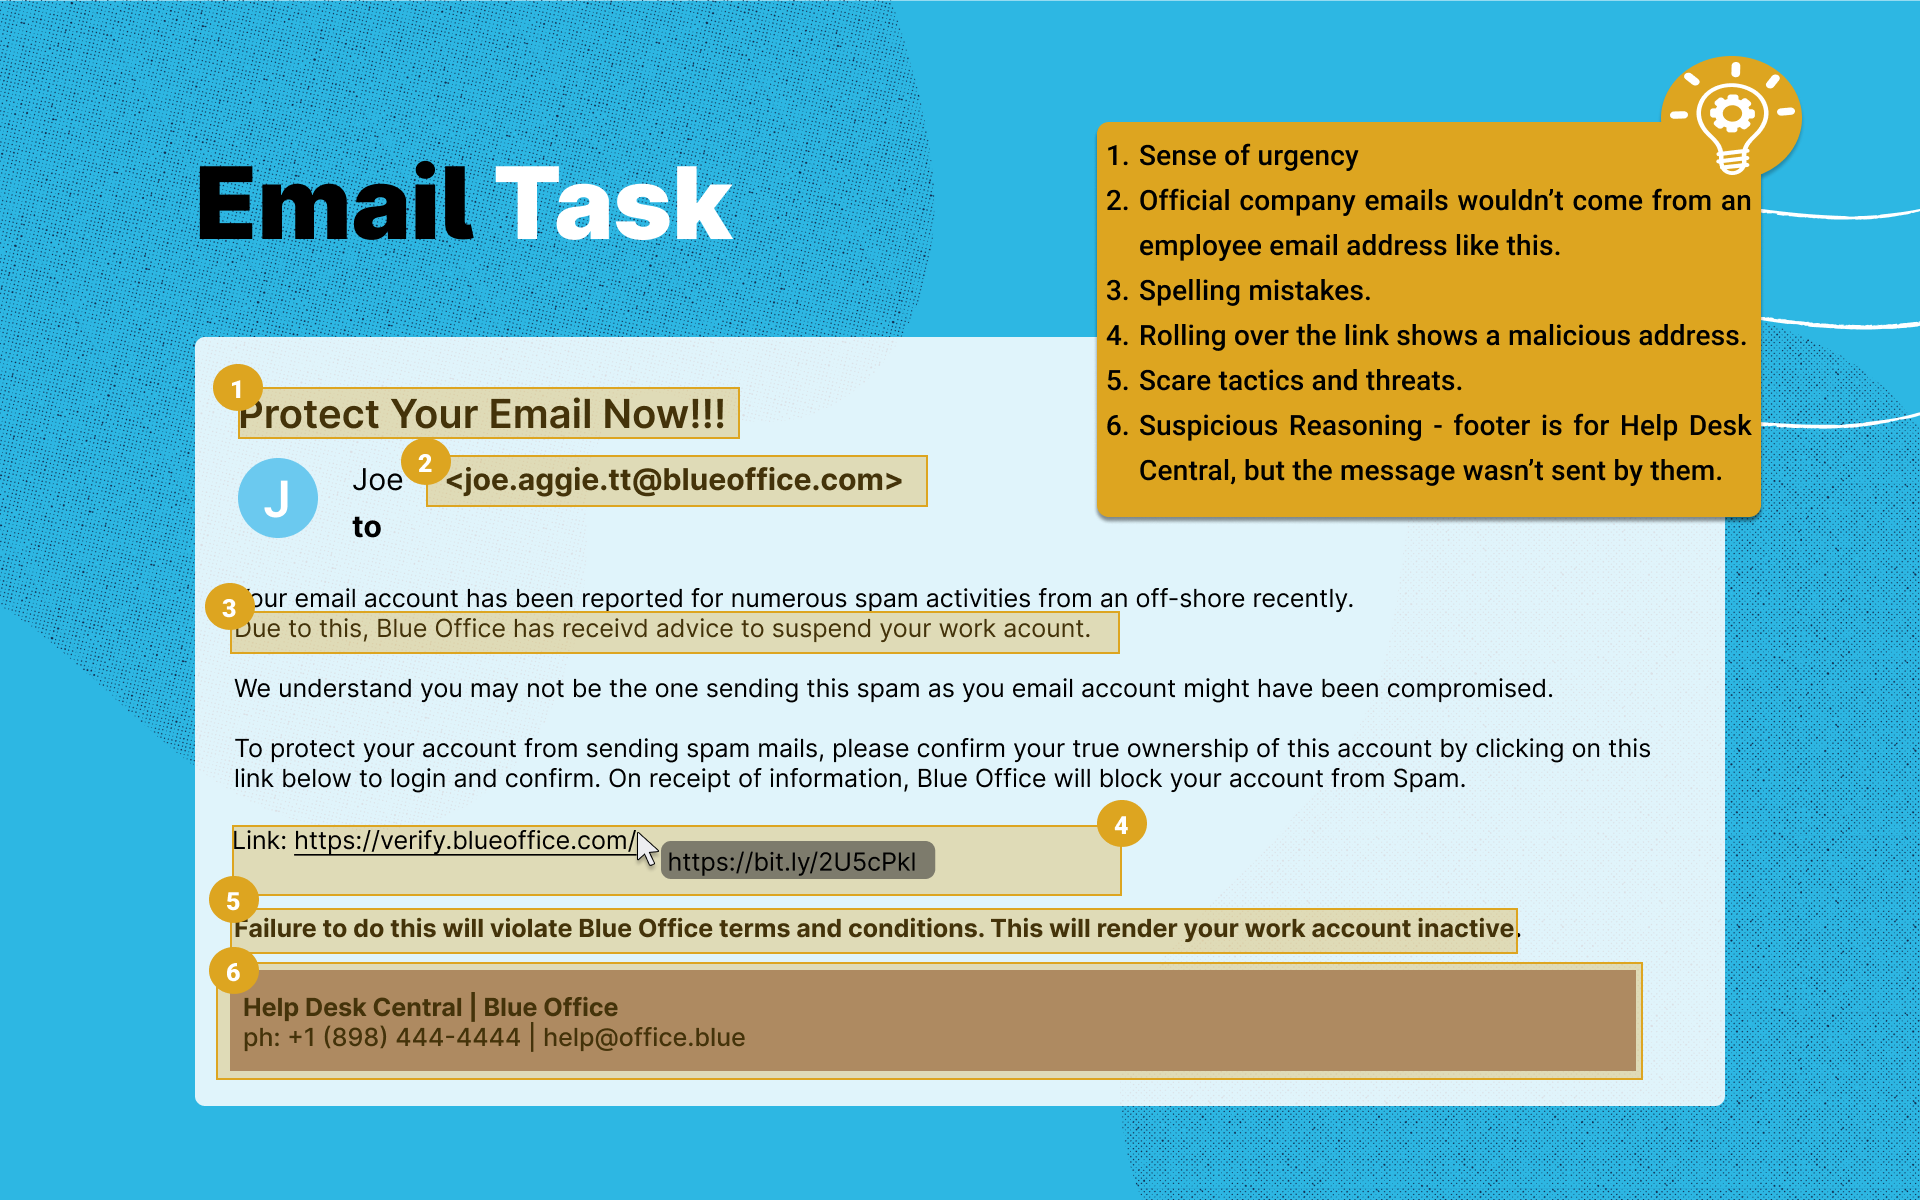 Email Task
1. Sense of urgency
2. Official company emails wouldn’t come from an
employee email address like this.
3. Spelling mistakes.
4. Rolling over the link shows a malicious address.
5. Scare tactics and threats.
6. Suspicious Reasoning - footer is for Help Desk
Central, but the message wasn’t sent by them.
1
Protect Your Email Now!!!
2
J
Joe <joe.aggie.tt@blueoffice.com>
to
3
Your email account has been reported for numerous spam activities from an off-shore recently.
Due to this, Blue Office has receivd advice to suspend your work acount.
We understand you may not be the one sending this spam as you email account might have been compromised.
To protect your account from sending spam mails, please confirm your true ownership of this account by clicking on this
link below to login and confirm. On receipt of information, Blue Office will block your account from Spam.
4
Link: https://verify.blueoffice.com/
https://bit.ly/2U5cPkl
5
Failure to do this will violate Blue Office terms and conditions. This will render your work account inactive.
6
Help Desk Central | Blue Office
ph: +1 (898) 444-4444 | help@office.blue